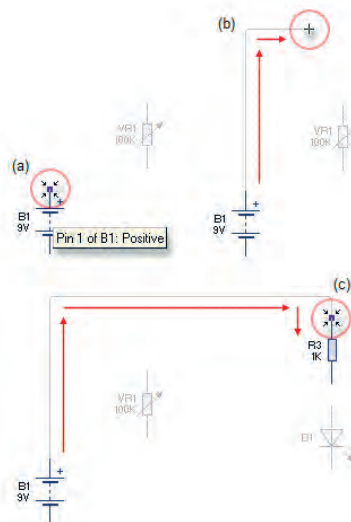 (a)
VR1
100K
+
B1
9V
Pin 1 of B1: Positive
(b)
VR1
100K
B1
9V
+
(c)
R3
1K
VR1
100K
B1
9V
+